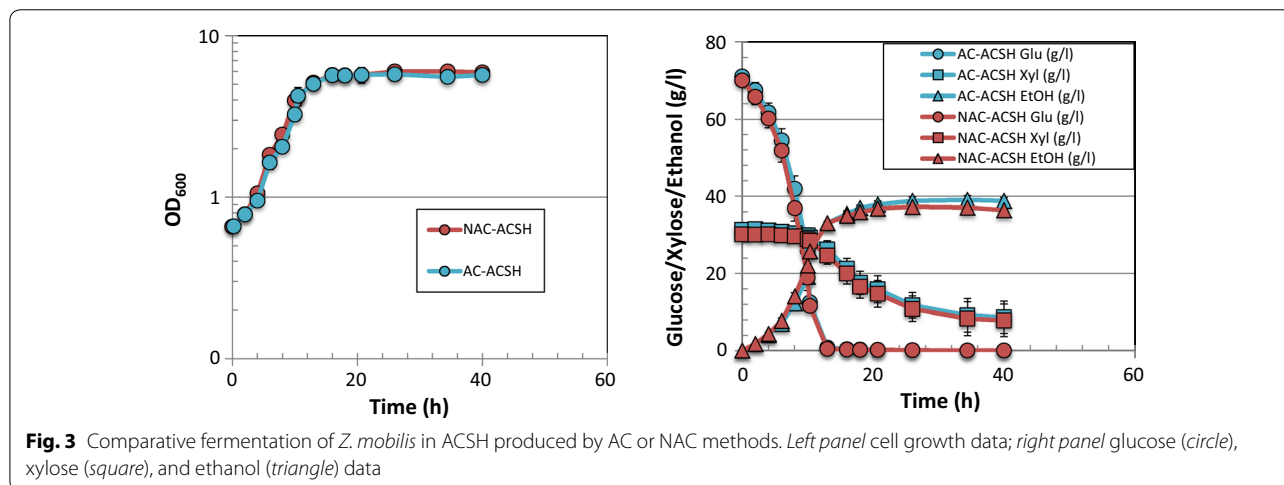 10
1
0
OD600
0 20 40 60
Time (h)
NAC-ACSH
AC-ACSH
80
60
40
20
0
Glucose/Xylose/Ethanol (g/l)
0 20 40 60
Time (h)
AC-ACSH Glu (g/l)
AC-ACSH Xyl (g/l)
AC-ACSH EtOH (g/l)
NAC-ACSH Glu (g/l)
NAC-ACSH Xyl (g/l)
NAC-ACSH EtOH (g/l)
Fig. 3 Comparative fermentation of Z. mobilis in ACSH produced by AC or NAC methods. Left panel cell growth data; right panel glucose (circle),
xylose (square), and ethanol (triangle) data